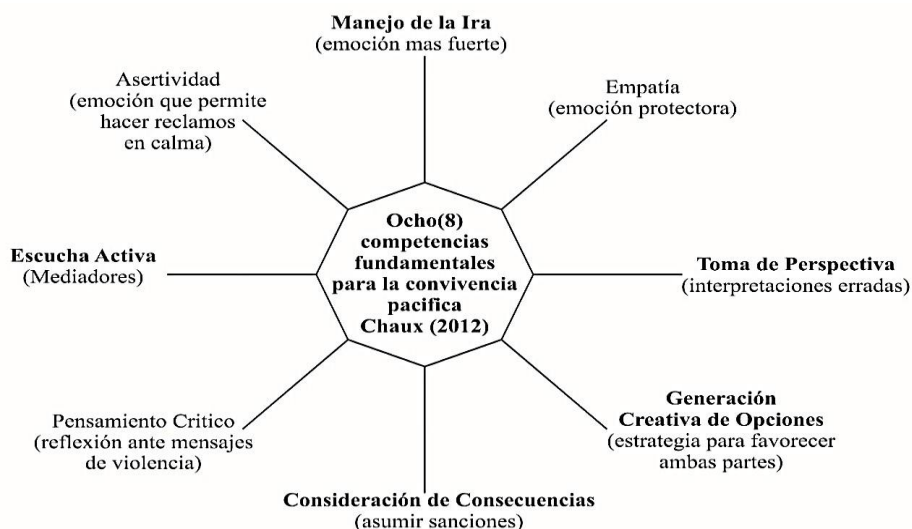 Manejo de la Ira
(emoción mas fuerte)
Asertividad
(emoción que permite
hacer reclamos
en calma)
Empatía
(emoción protectora)
Ocho(8)
competencias
fundamentales
para la convivencia
pacifica
Chaux (2012)
Escucha Activa
(Mediadores)
Toma de Perspectiva
(interpretaciones erradas)
Pensamiento Critico
(reflexión ante mensajes
de violencia)
Generación
Creativa de Opciones
(estrategia para favorecer
ambas partes)
Consideración de Consecuencias
(asumir sanciones)